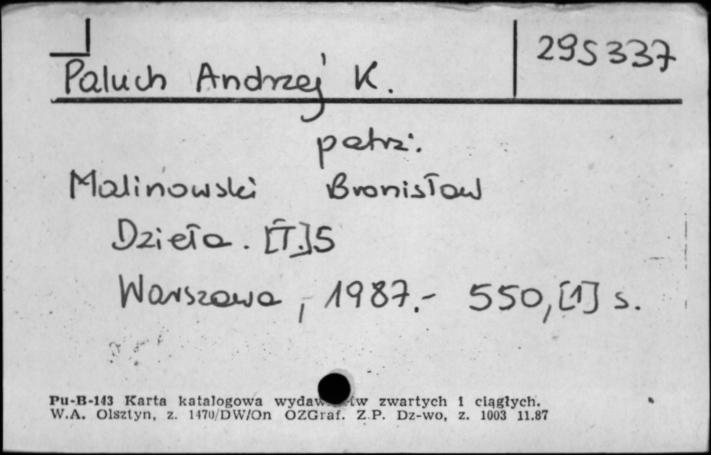 Paluch Andrzej K. 295337
patrz:
Malinowski Bronisław
Dzieła. [T.]5
Warszawa, 1987.- 550,[1] s.
Pu-B-143 Karta katalogowa zwartych i ciągłych.
W.A. Olsztyn, z. 1470/DW/On OZGraf. Z.P. Dz-wo, z. 1003 11.87